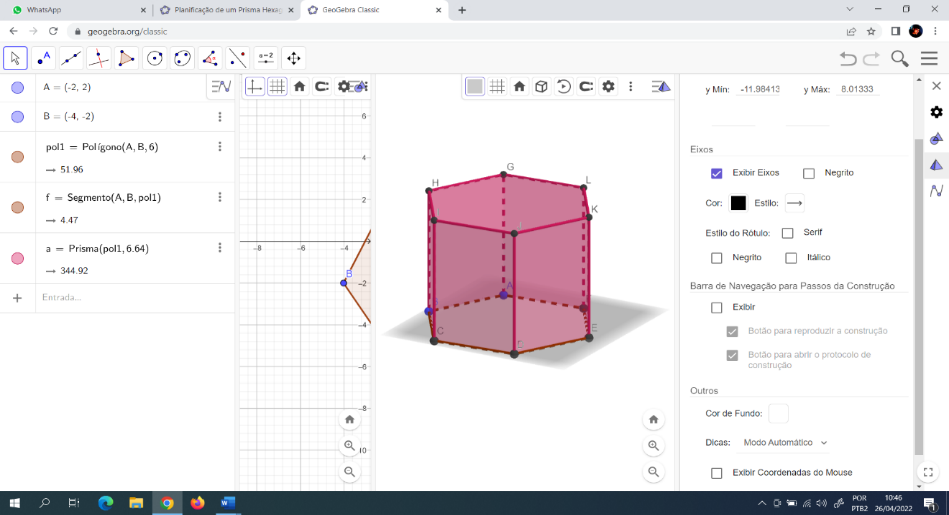 WhatsApp
Planificação de um Prisma Hexag
GeoGebra Classic
geogebra.org/classic
A
a=2
A = (-2, 2)
B = (-4, -2)
pol1 = Polígono(A, B, 6)
→ 51.96
f = Segmento(A, B, pol1)
→ 4.47
a = Prisma(pol1, 6.64)
→ 344.92
Entrada...
6
4
2
-8
-6
-4
B
-2
-4
-6
-8
10
G
H
L
K
A
C
E
y Mín: -11.98413
y Máx: 8.01333
Eixos
Exibir Eixos
Negrito
Cor:
Estilo:
Estilo do Rótulo:
Serif
Negrito
Itálico
Barra de Navegação para Passos da Construção
Exibir
Botão para reproduzir a construção
Botão para abrir o protocolo de
construção
Outros
Cor de Fundo:
Dicas: Modo Automático
Exibir Coordenadas do Mouse
POR
PTB2
10:46
26/04/2022